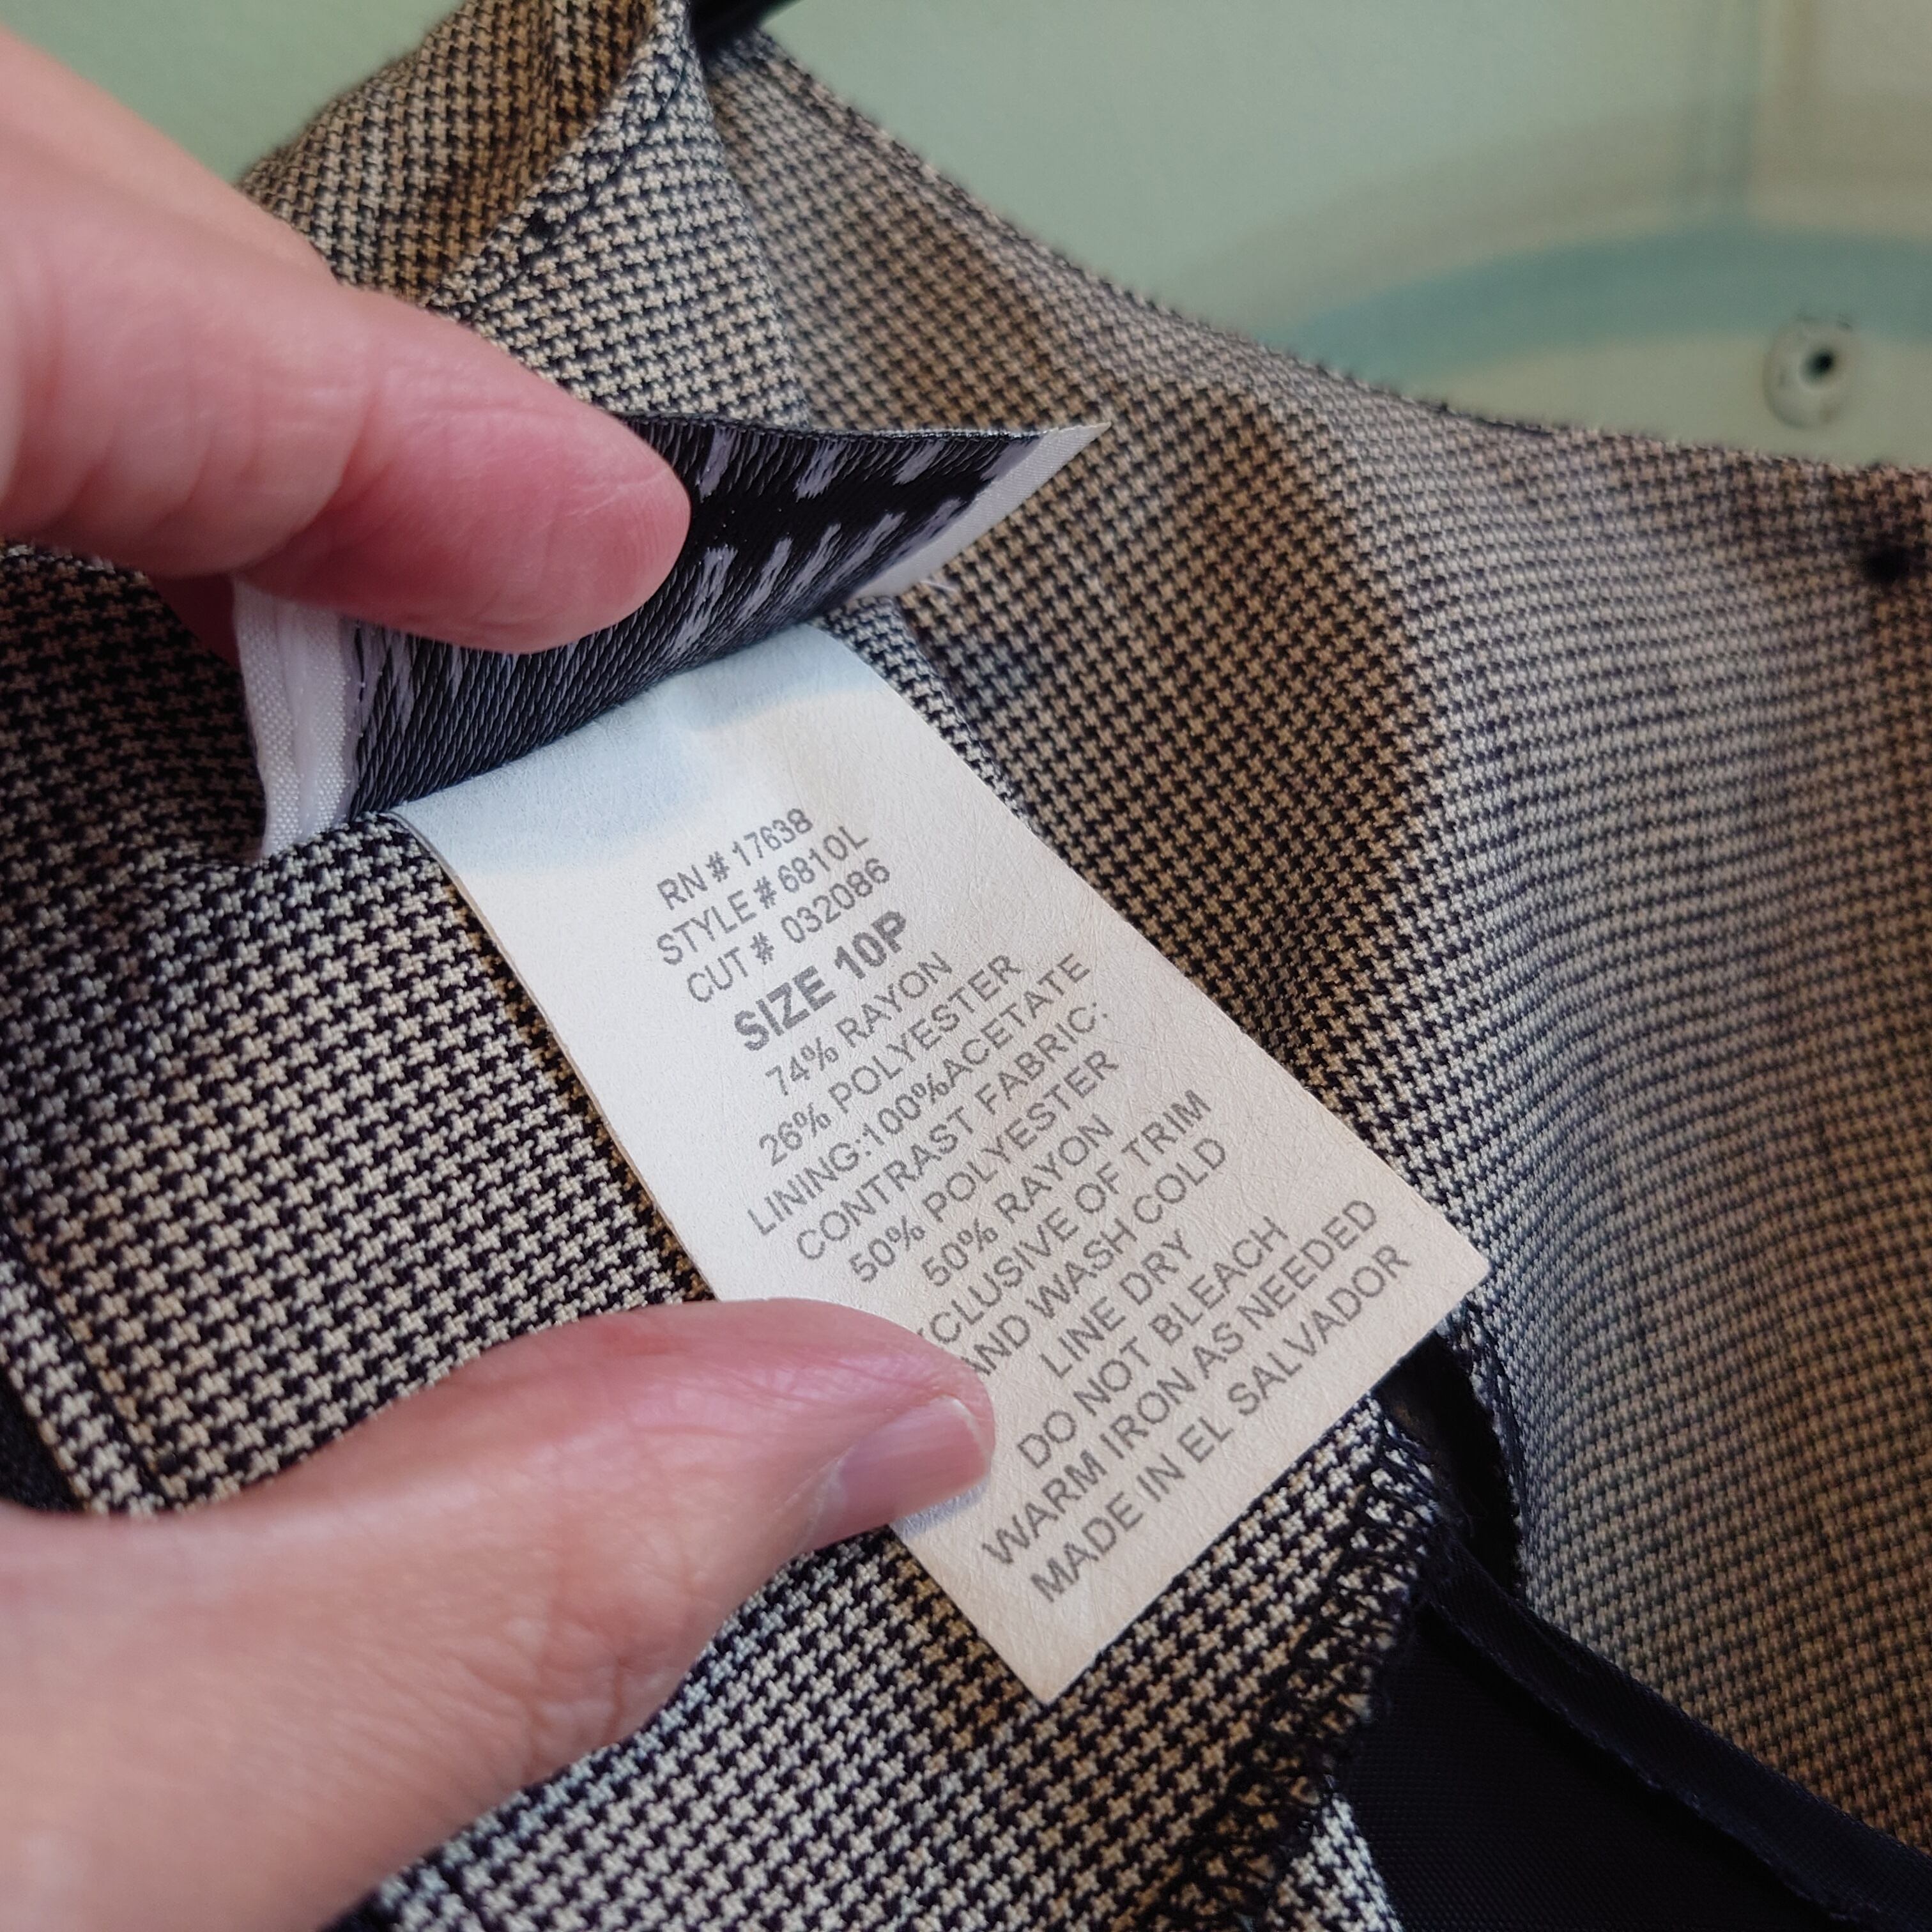 RN # 17638
STYLE # 6810L
CUT # 032086
SIZE 10P
74% RAYON
26% POLYESTER
LINING:100%ACETATE
CONTRAST FABRIC:
50% POLYESTER
50% RAYON
XCLUSIVE OF TRIM
AND WASH COLD
LINE DRY
DO NOT BLEACH
WARM IRON AS NEEDED
MADE IN EL SALVADOR